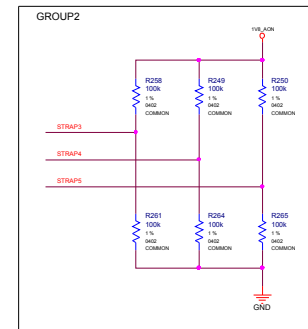 GROUP2
1V8_AON
R258
100k
1 %
0402
COMMON
R249
100k
1 %
0402
COMMON
R250
100k
1 %
0402
COMMON
STRAP3
STRAP4
STRAP5
R261
100k
1 %
0402
COMMON
R264
100k
1 %
0402
COMMON
R265
100k
1 %
0402
COMMON
GND